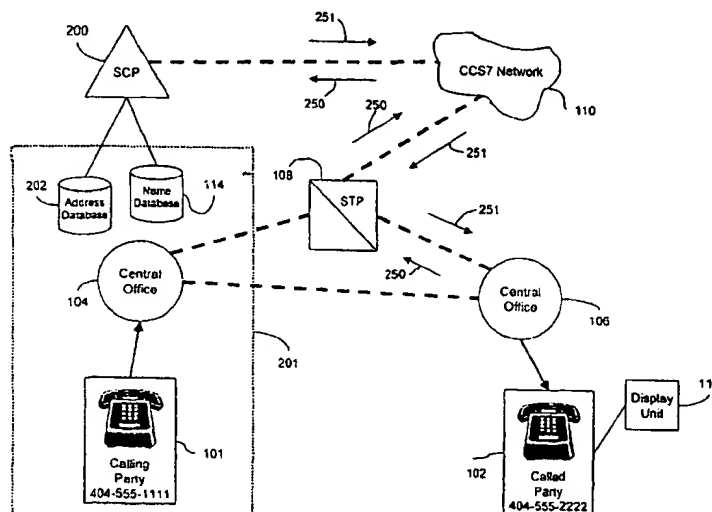 200
SCP
251
250
CCS7 Network
110
250
251
108
STP
202
Address
Database
Name
Database
114
251
250
104
Central
Office
Central
Office
106
201
101
Calling
Party
404-555-1111
102
Called
Party
404-555-2222
Display
Unit
11